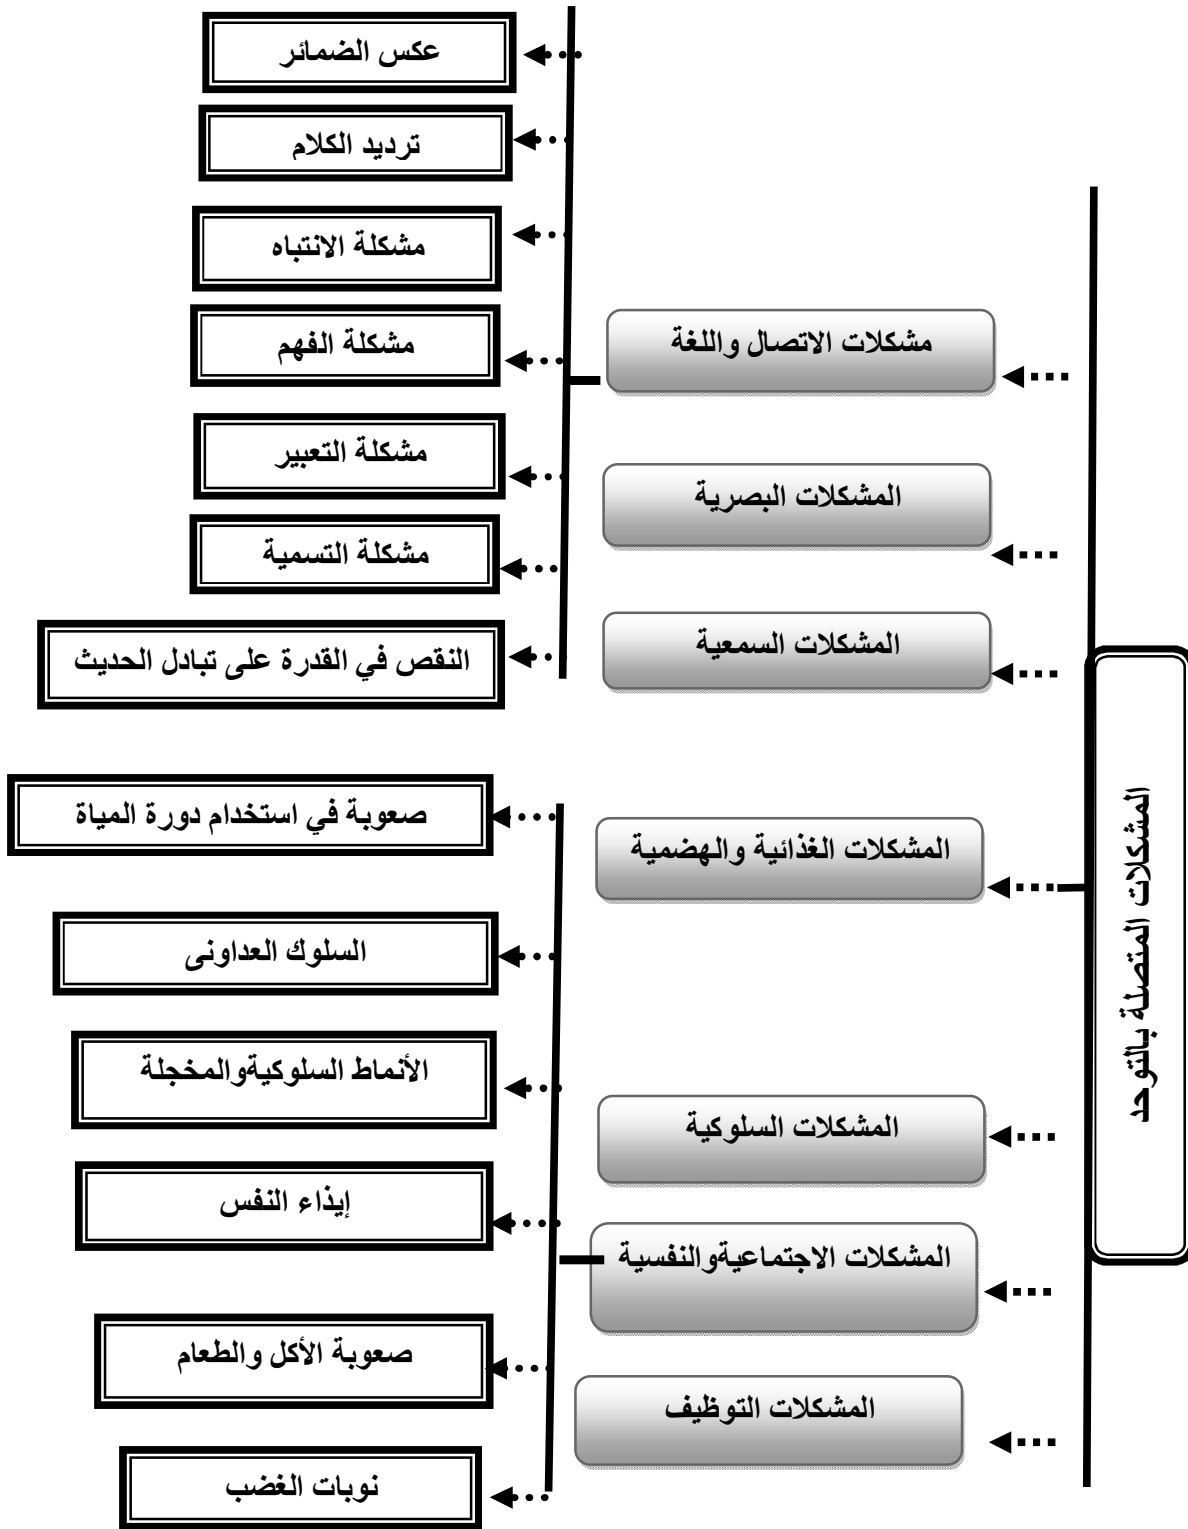 المشكلات المتصلة بالتوحد
مشكلات الاتصال واللغة
المشكلات البصرية
المشكلات السمعية
المشكلات الغذائية والهضمية
المشكلات السلوكية
المشكلات الاجتماعيةوالنفسية
المشكلات التوظيف
عكس الضمائر
ترديد الكلام
مشكلة الانتباه
مشكلة الفهم
مشكلة التعبير
مشكلة التسمية
النقص في القدرة على تبادل الحديث
صعوبة في استخدام دورة المياة
السلوك العداونى
الأنماط السلوكيةوالمخجلة
إيذاء النفس
صعوبة الأكل والطعام
نوبات الغضب